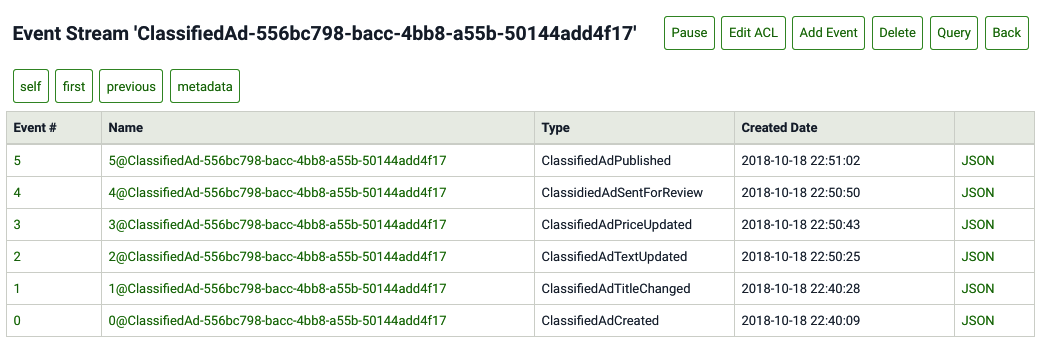 Event Stream 'ClassifiedAd-556bc798-bacc-4bb8-a55b-50144add4f17' Pause Edit ACL Add Event Delete Query Back
self first previous metadata
Event # Name Type Created Date
5 5@ClassifiedAd-556bc798-bacc-4bb8-a55b-50144add4f17 ClassifiedAdPublished 2018-10-18 22:51:02 JSON
4 4@ClassifiedAd-556bc798-bacc-4bb8-a55b-50144add4f17 ClassidiedAdSentForReview 2018-10-18 22:50:50 JSON
3 3@ClassifiedAd-556bc798-bacc-4bb8-a55b-50144add4f17 ClassifiedAdPriceUpdated 2018-10-18 22:50:43 JSON
2 2@ClassifiedAd-556bc798-bacc-4bb8-a55b-50144add4f17 ClassifiedAdTextUpdated 2018-10-18 22:50:25 JSON
1 1@ClassifiedAd-556bc798-bacc-4bb8-a55b-50144add4f17 ClassifiedAdTitleChanged 2018-10-18 22:40:28 JSON
0 0@ClassifiedAd-556bc798-bacc-4bb8-a55b-50144add4f17 ClassifiedAdCreated 2018-10-18 22:40:09 JSON